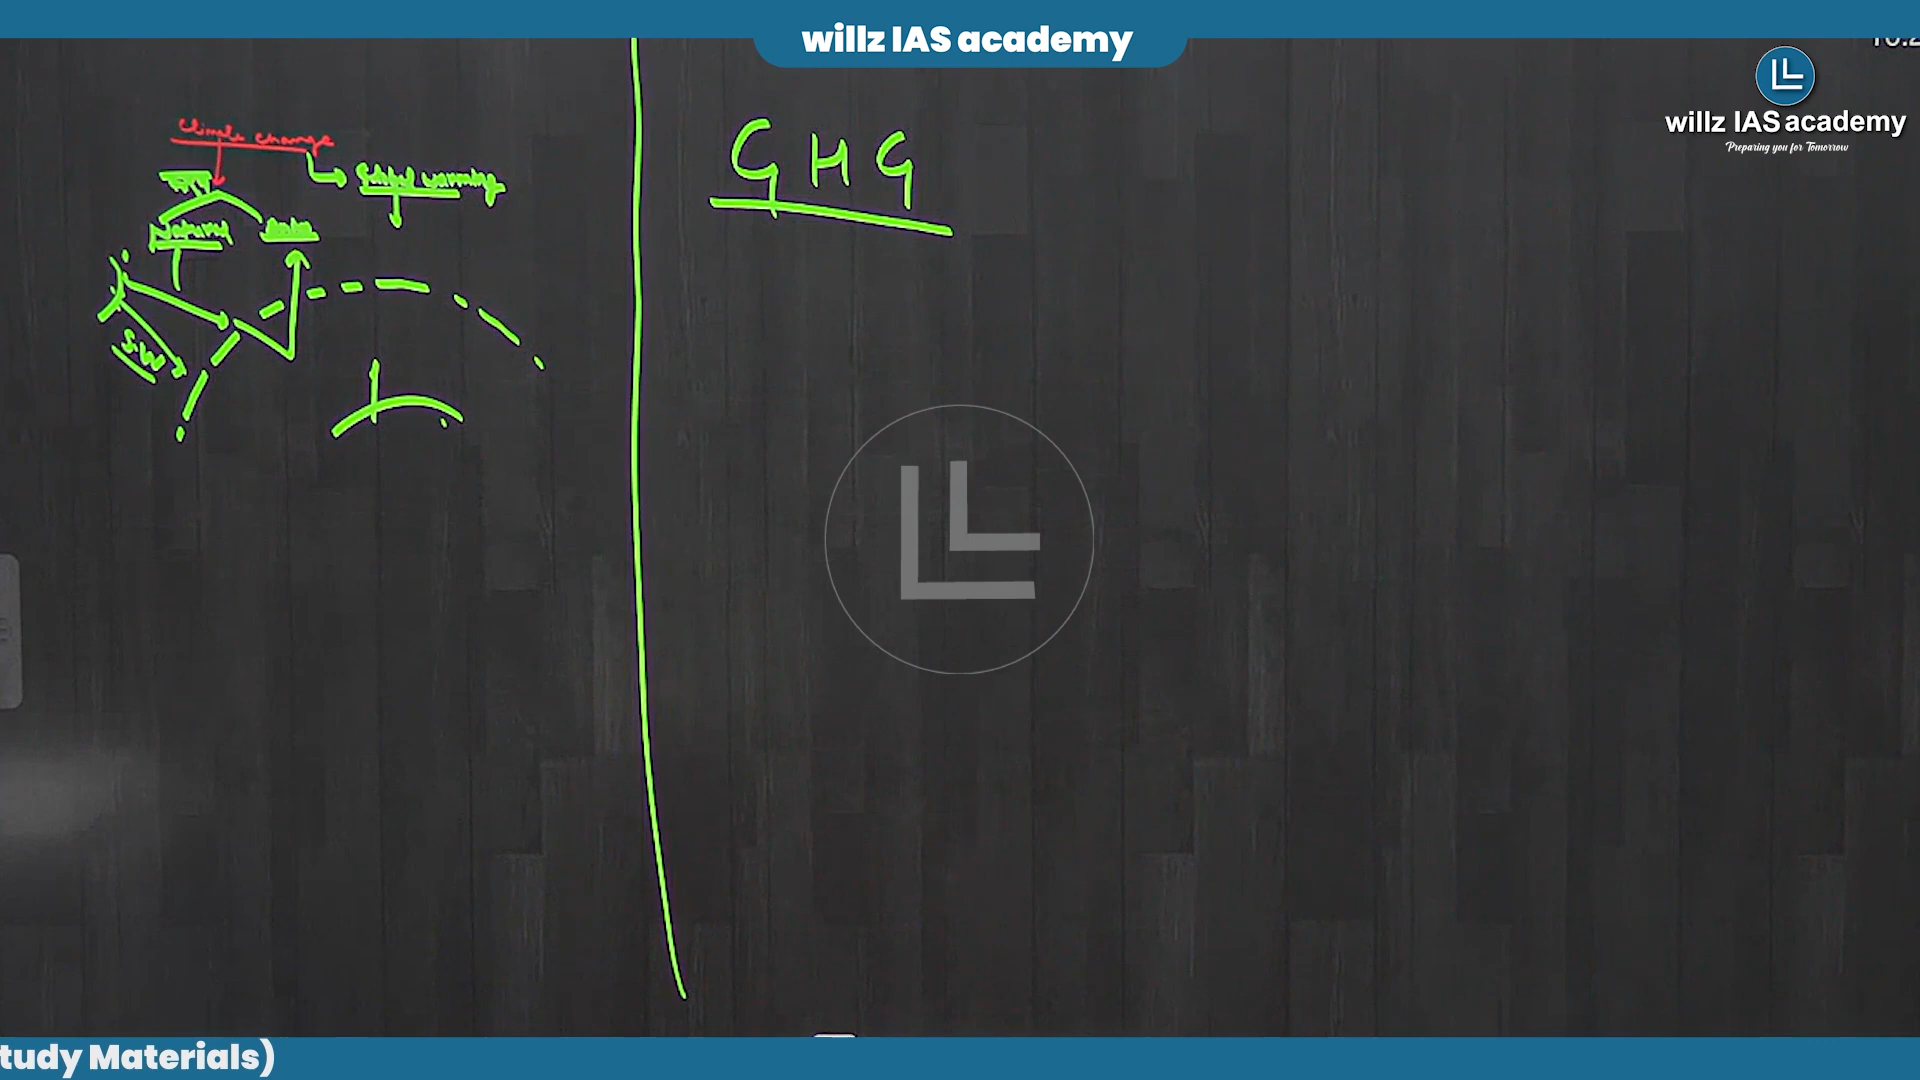 willz IAS academy
willz IAS academy
Preparing you for Tomorrow
Climate change
Global warming
Natural
GHG
tudy Materials)